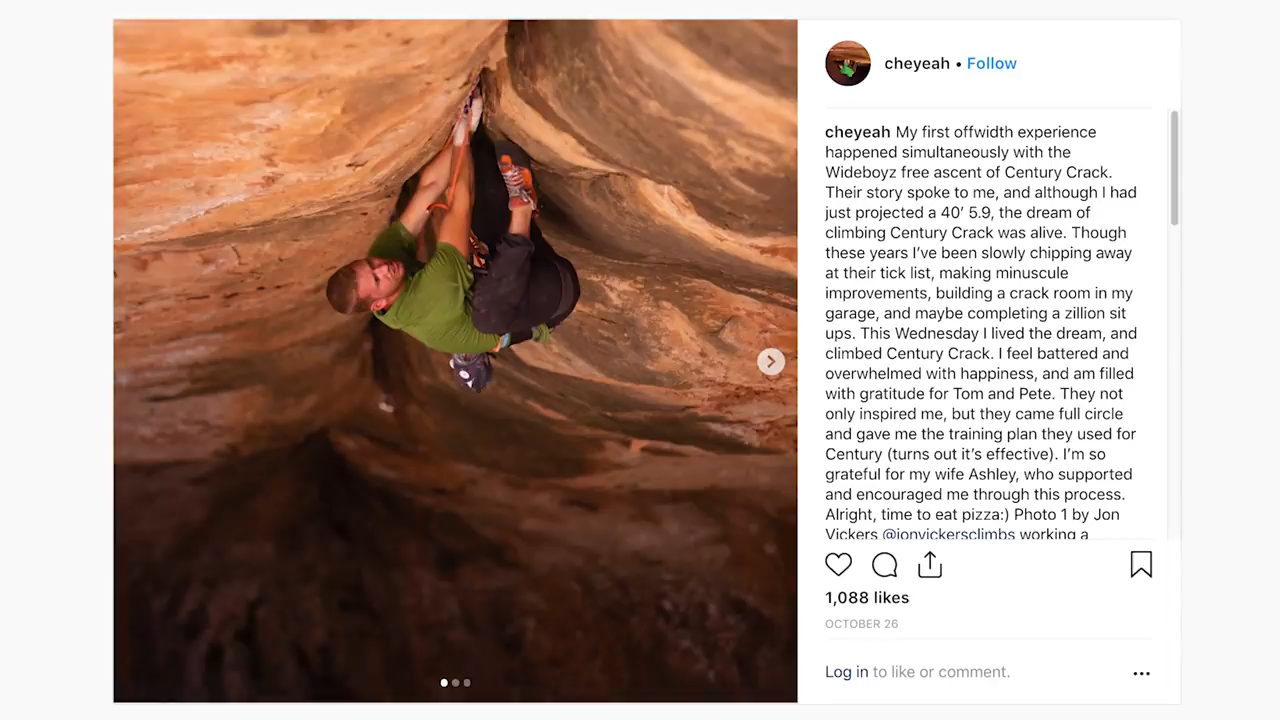 cheyeah • Follow
cheyeah My first offwidth experience
happened simultaneously with the
Wideboyz free ascent of Century Crack.
Their story spoke to me, and although I had
just projected a 40’ 5.9, the dream of
climbing Century Crack was alive. Though
these years I’ve been slowly chipping away
at their tick list, making minuscule
improvements, building a crack room in my
garage, and maybe completing a zillion sit
ups. This Wednesday I lived the dream, and
climbed Century Crack. I feel battered and
overwhelmed with happiness, and am filled
with gratitude for Tom and Pete. They not
only inspired me, but they came full circle
and gave me the training plan they used for
Century (turns out it’s effective). I’m so
grateful for my wife Ashley, who supported
and encouraged me through this process.
Alright, time to eat pizza:) Photo 1 by Jon
Vickers @jonvickersclimbs working a
1,088 likes
OCTOBER 26
Log in to like or comment.